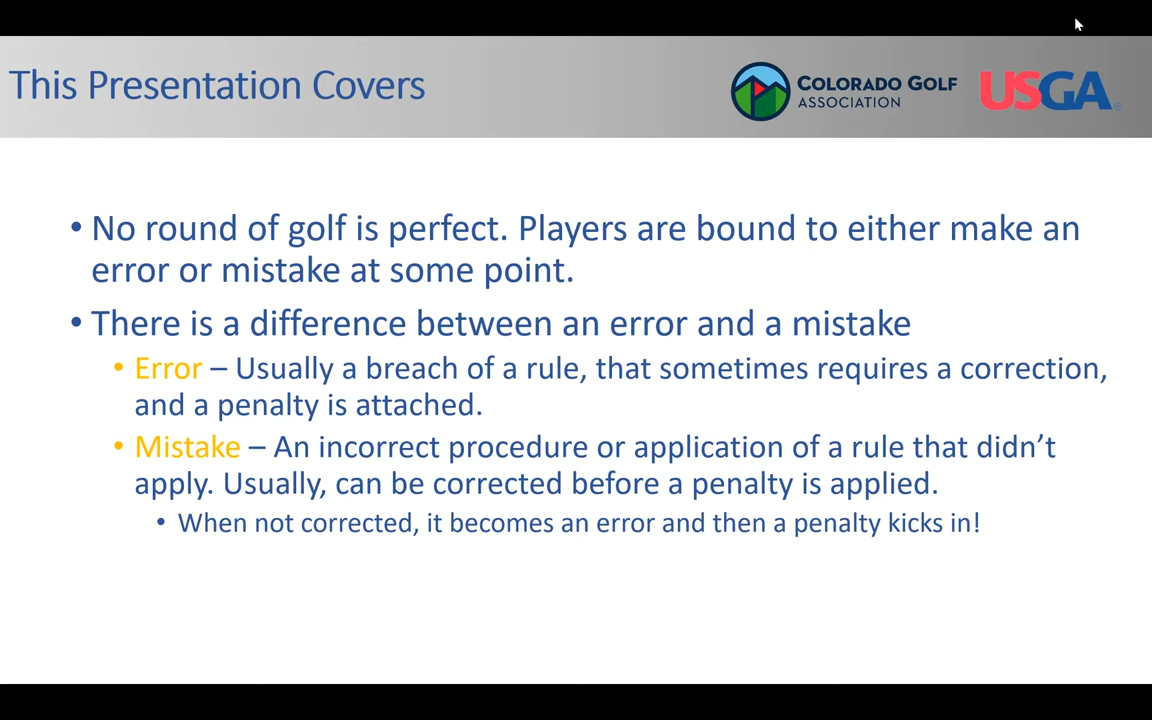 This Presentation Covers
COLORADO GOLF
ASSOCIATION
USGA®
• No round of golf is perfect. Players are bound to either make an
error or mistake at some point.
• There is a difference between an error and a mistake
• Error – Usually a breach of a rule, that sometimes requires a correction,
and a penalty is attached.
• Mistake – An incorrect procedure or application of a rule that didn’t
apply. Usually, can be corrected before a penalty is applied.
• When not corrected, it becomes an error and then a penalty kicks in!